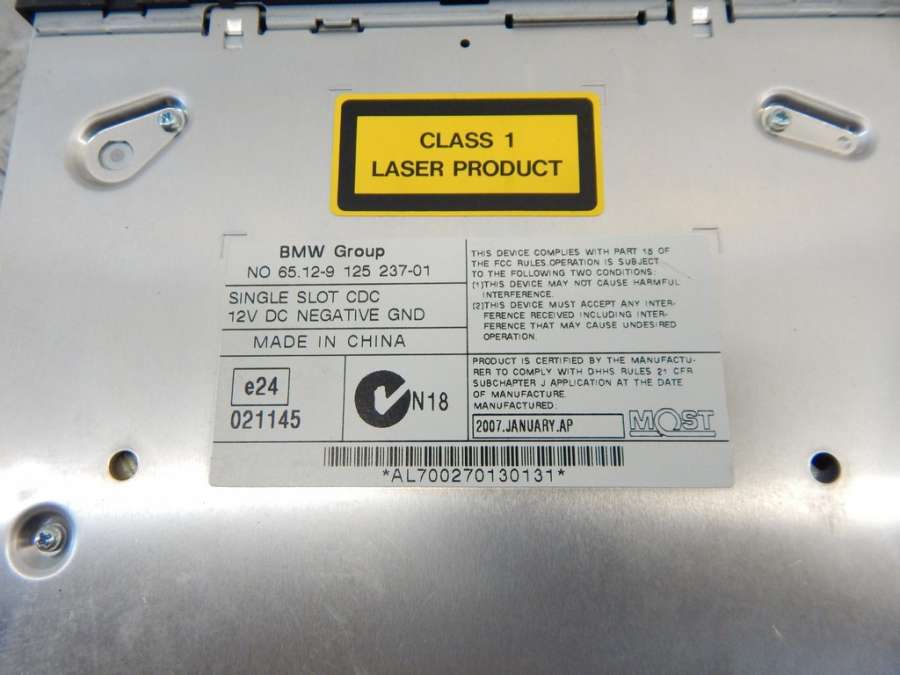 CLASS 1
LASER PRODUCT
BMW Group
NO 65.12-9 125 237-01
SINGLE SLOT CDC
12V DC NEGATIVE GND
MADE IN CHINA
e24
021145
N18
THIS DEVICE COMPLIES WITH PART 15 OF
THE FCC RULES.OPERATION IS SUBJECT
TO THE FOLLOWING TWO CONDITIONS:
(1)THIS DEVICE MAY NOT CAUSE HARMFUL
INTERFERENCE.
(2)THIS DEVICE MUST ACCEPT ANY INTER-
FERENCE RECEIVED INCLUDING INTER-
FERENCE THAT MAY CAUSE UNDESIRED
OPERATION.
PRODUCT IS CERTIFIED BY THE MANUFACTU-
RER TO COMPLY WITH DHHS RULES 21 CFR
SUBCHAPTER J APPLICATION AT THE DATE
OF MANUFACTURE.
MANUFACTURED:
2007.JANUARY.AP
MOST
*AL700270130131*